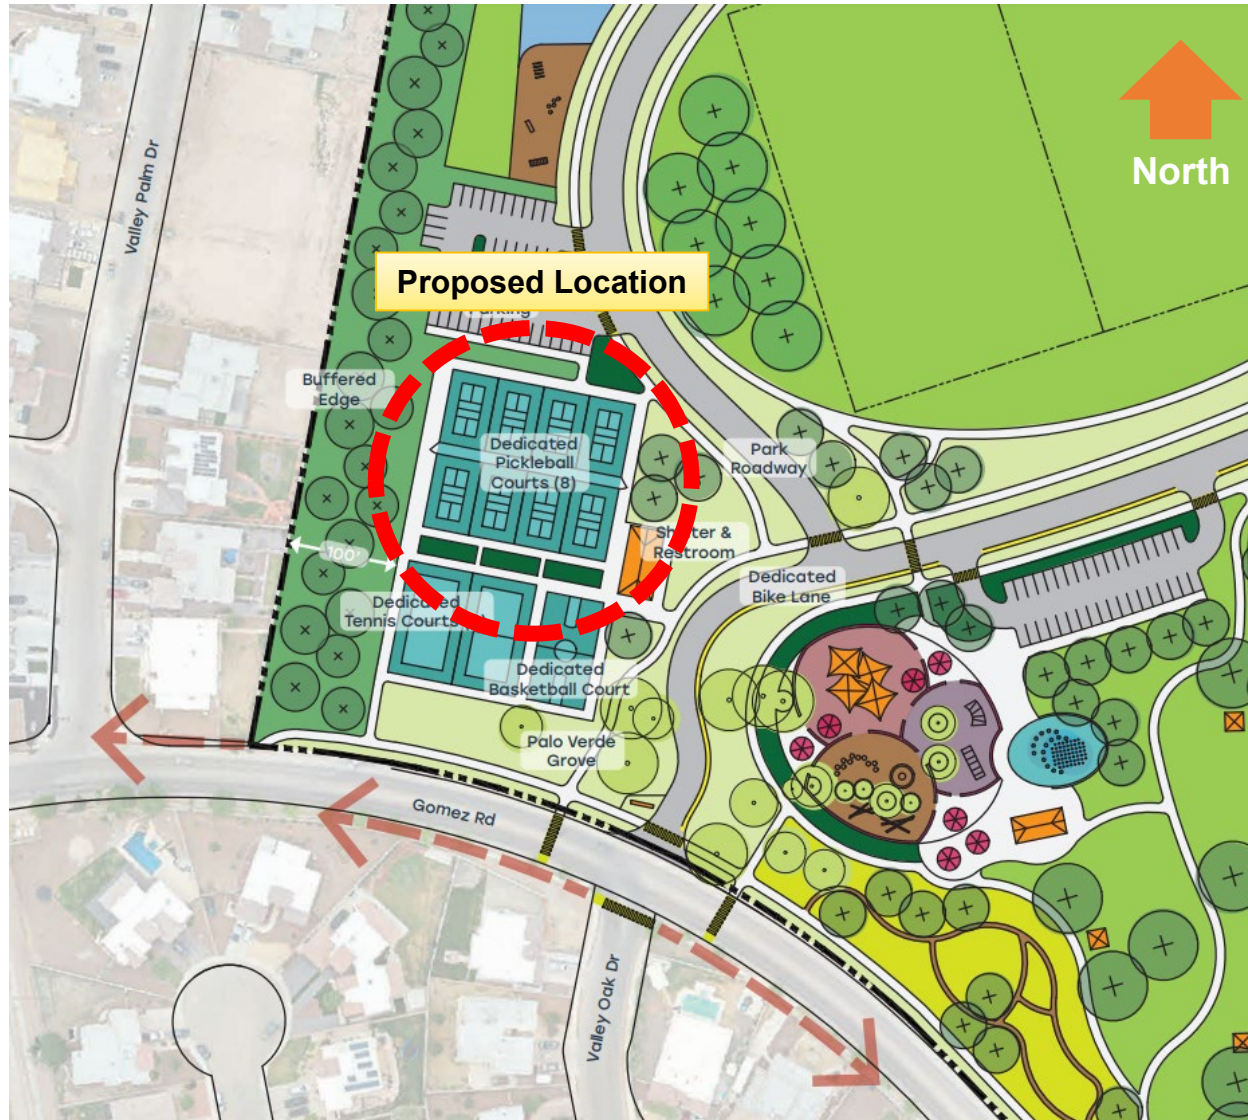 North
Valley Palm Dr
Proposed Location
Parking
Buffered
Edge
Dedicated
Pickleball
Courts (8)
Park
Roadway
Shelter &
Restroom
100'
Dedicated
Bike Lane
Dedicated
Tennis Courts
Dedicated
Basketball Court
Palo Verde
Grove
Gomez Rd
Valley Oak Dr